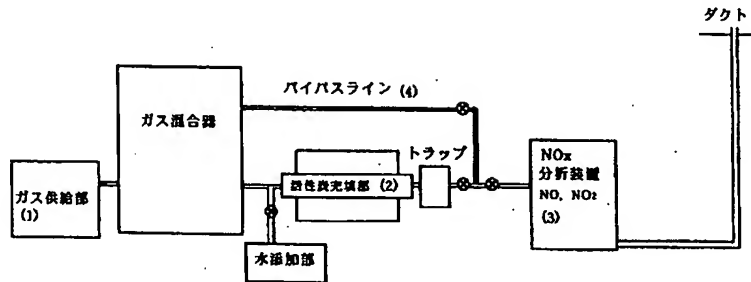 ダクト
バイパスライン (4)
ガス混合器
トラップ
NOx
分析装置
NO, NO2
(3)
活性炭充填部 (2)
ガス供給部
(1)
水添加部